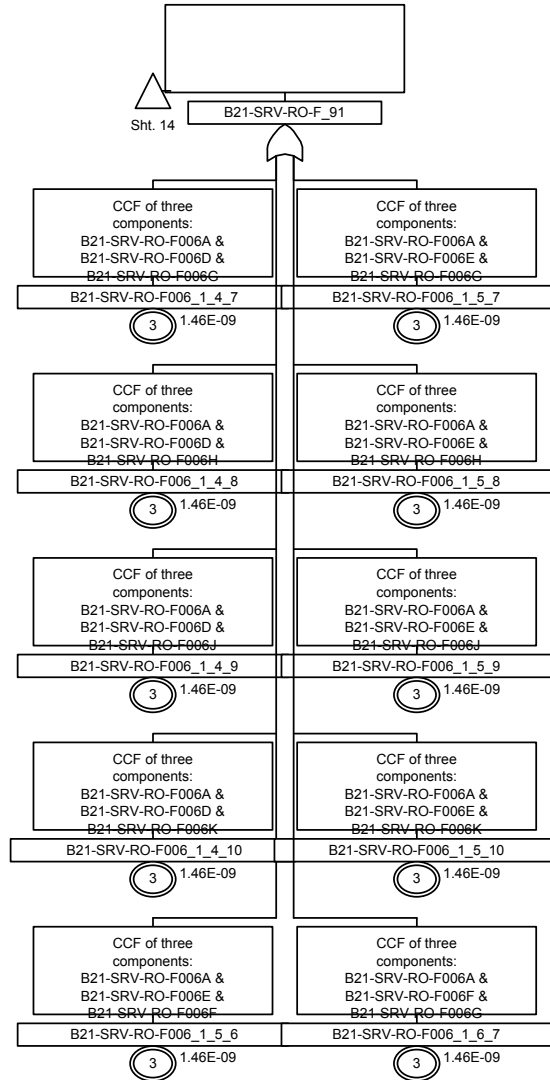 B21-SRV-RO-F_91
Sht. 14
CCF of three
components:
B21-SRV-RO-F006A &
B21-SRV-RO-F006D &
B21-SRV-RO-F006G
B21-SRV-RO-F006_1_4_7
3
1.46E-09
CCF of three
components:
B21-SRV-RO-F006A &
B21-SRV-RO-F006E &
B21-SRV-RO-F006G
B21-SRV-RO-F006_1_5_7
3
1.46E-09
CCF of three
components:
B21-SRV-RO-F006A &
B21-SRV-RO-F006D &
B21-SRV-RO-F006H
B21-SRV-RO-F006_1_4_8
3
1.46E-09
CCF of three
components:
B21-SRV-RO-F006A &
B21-SRV-RO-F006E &
B21-SRV-RO-F006H
B21-SRV-RO-F006_1_5_8
3
1.46E-09
CCF of three
components:
B21-SRV-RO-F006A &
B21-SRV-RO-F006D &
B21-SRV-RO-F006J
B21-SRV-RO-F006_1_4_9
3
1.46E-09
CCF of three
components:
B21-SRV-RO-F006A &
B21-SRV-RO-F006E &
B21-SRV-RO-F006J
B21-SRV-RO-F006_1_5_9
3
1.46E-09
CCF of three
components:
B21-SRV-RO-F006A &
B21-SRV-RO-F006D &
B21-SRV-RO-F006K
B21-SRV-RO-F006_1_4_10
3
1.46E-09
CCF of three
components:
B21-SRV-RO-F006A &
B21-SRV-RO-F006E &
B21-SRV-RO-F006K
B21-SRV-RO-F006_1_5_10
3
1.46E-09
CCF of three
components:
B21-SRV-RO-F006A &
B21-SRV-RO-F006E &
B21-SRV-RO-F006F
B21-SRV-RO-F006_1_5_6
3
1.46E-09
CCF of three
components:
B21-SRV-RO-F006A &
B21-SRV-RO-F006F &
B21-SRV-RO-F006G
B21-SRV-RO-F006_1_6_7
3
1.46E-09